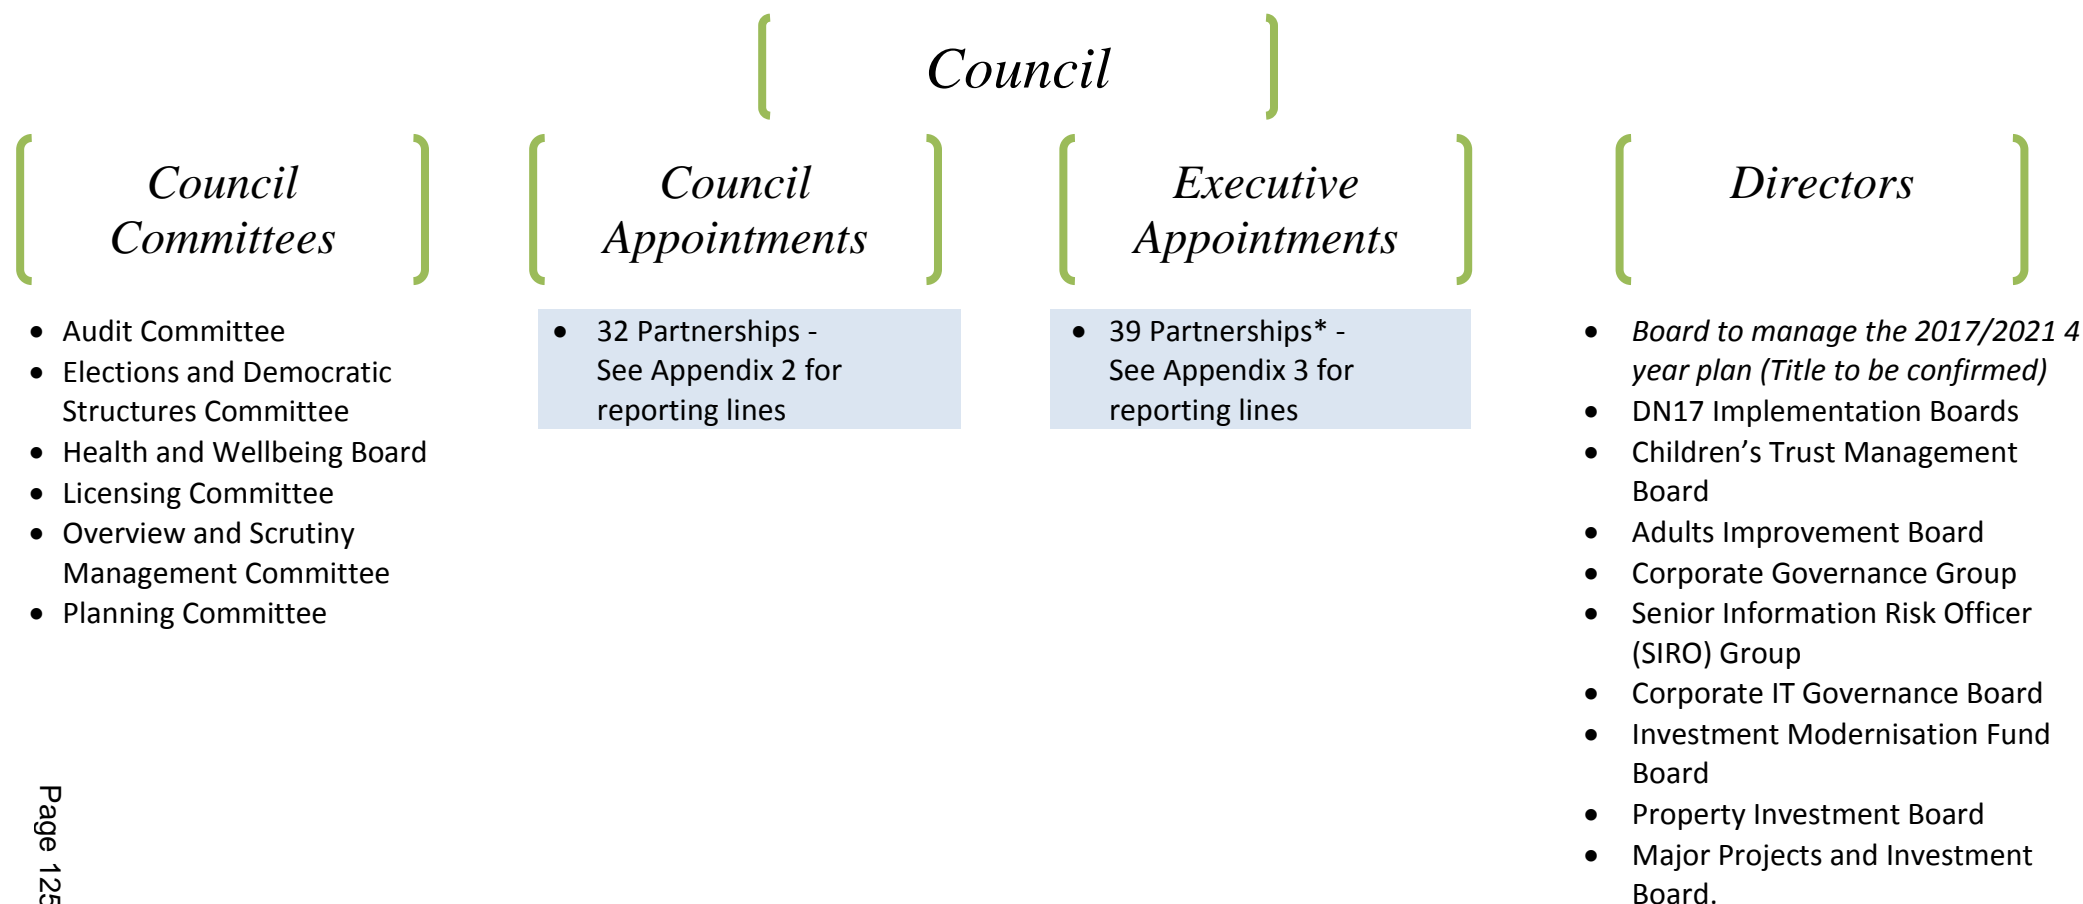 Council
Council
Committees
• Audit Committee
• Elections and Democratic
Structures Committee
• Health and Wellbeing Board
• Licensing Committee
• Overview and Scrutiny
Management Committee
• Planning Committee
Council
Appointments
• 32 Partnerships -
See Appendix 2 for
reporting lines
Executive
Appointments
• 39 Partnerships* -
See Appendix 3 for
reporting lines
Directors
• Board to manage the 2017/2021 4
year plan (Title to be confirmed)
• DN17 Implementation Boards
• Children’s Trust Management
Board
• Adults Improvement Board
• Corporate Governance Group
• Senior Information Risk Officer
(SIRO) Group
• Corporate IT Governance Board
• Investment Modernisation Fund
Board
• Property Investment Board
• Major Projects and Investment
Board.
Page 125